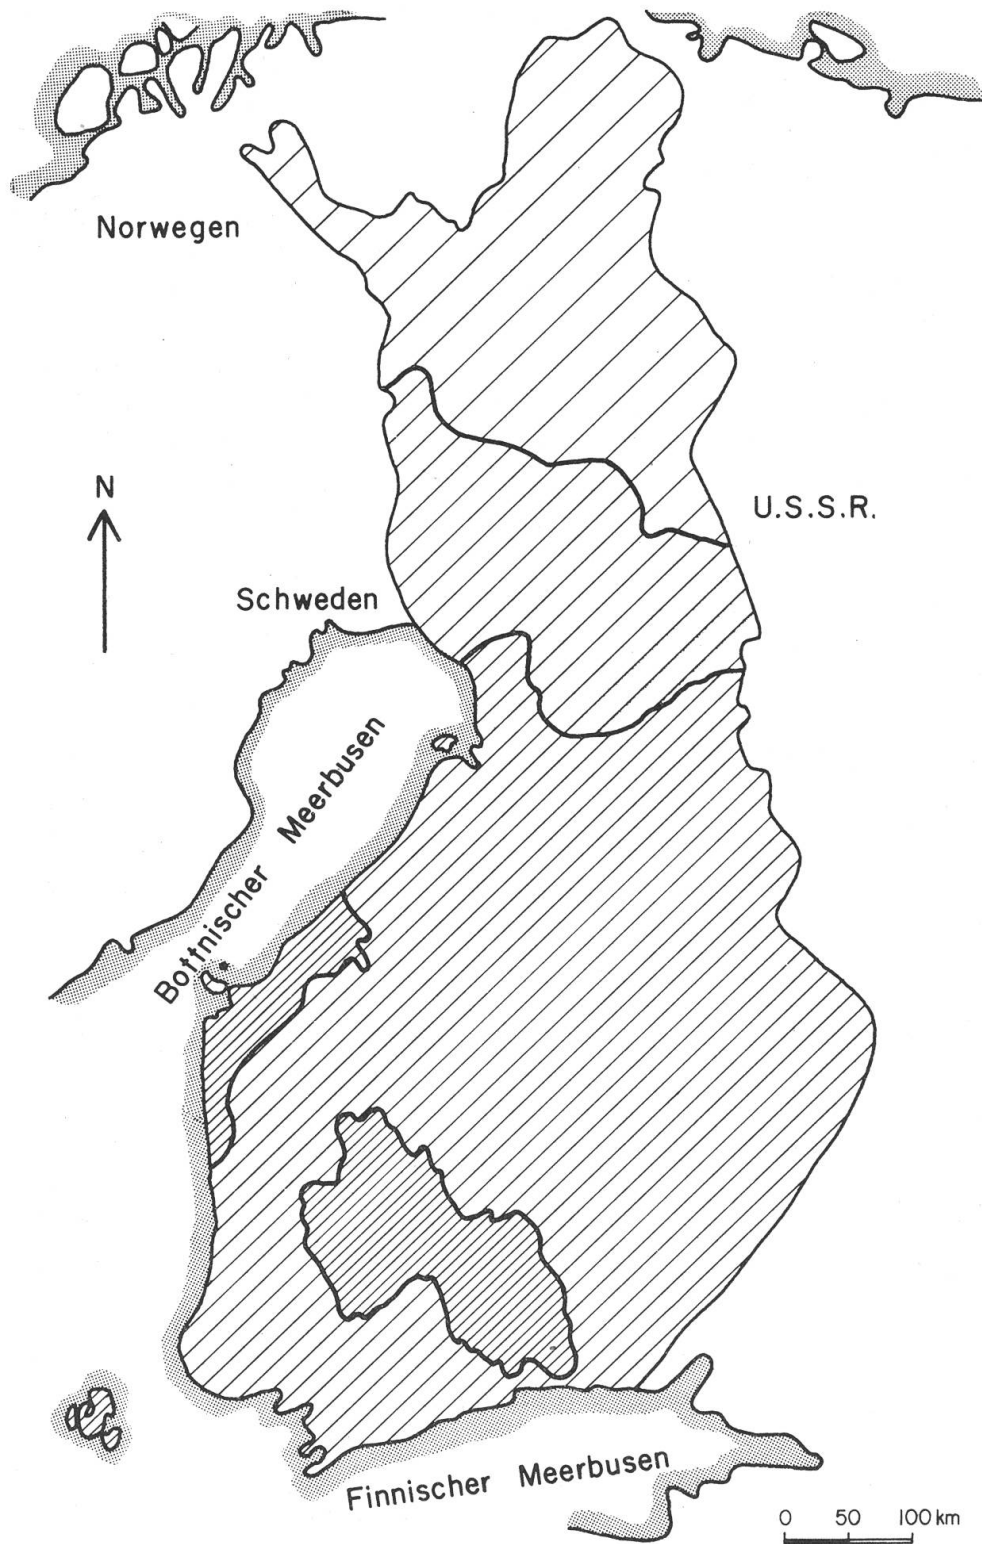 Norwegen
N
U.S.S.R.
Schweden
Bottnischer Meerbusen
Finnischer Meerbusen
0 50 100 km